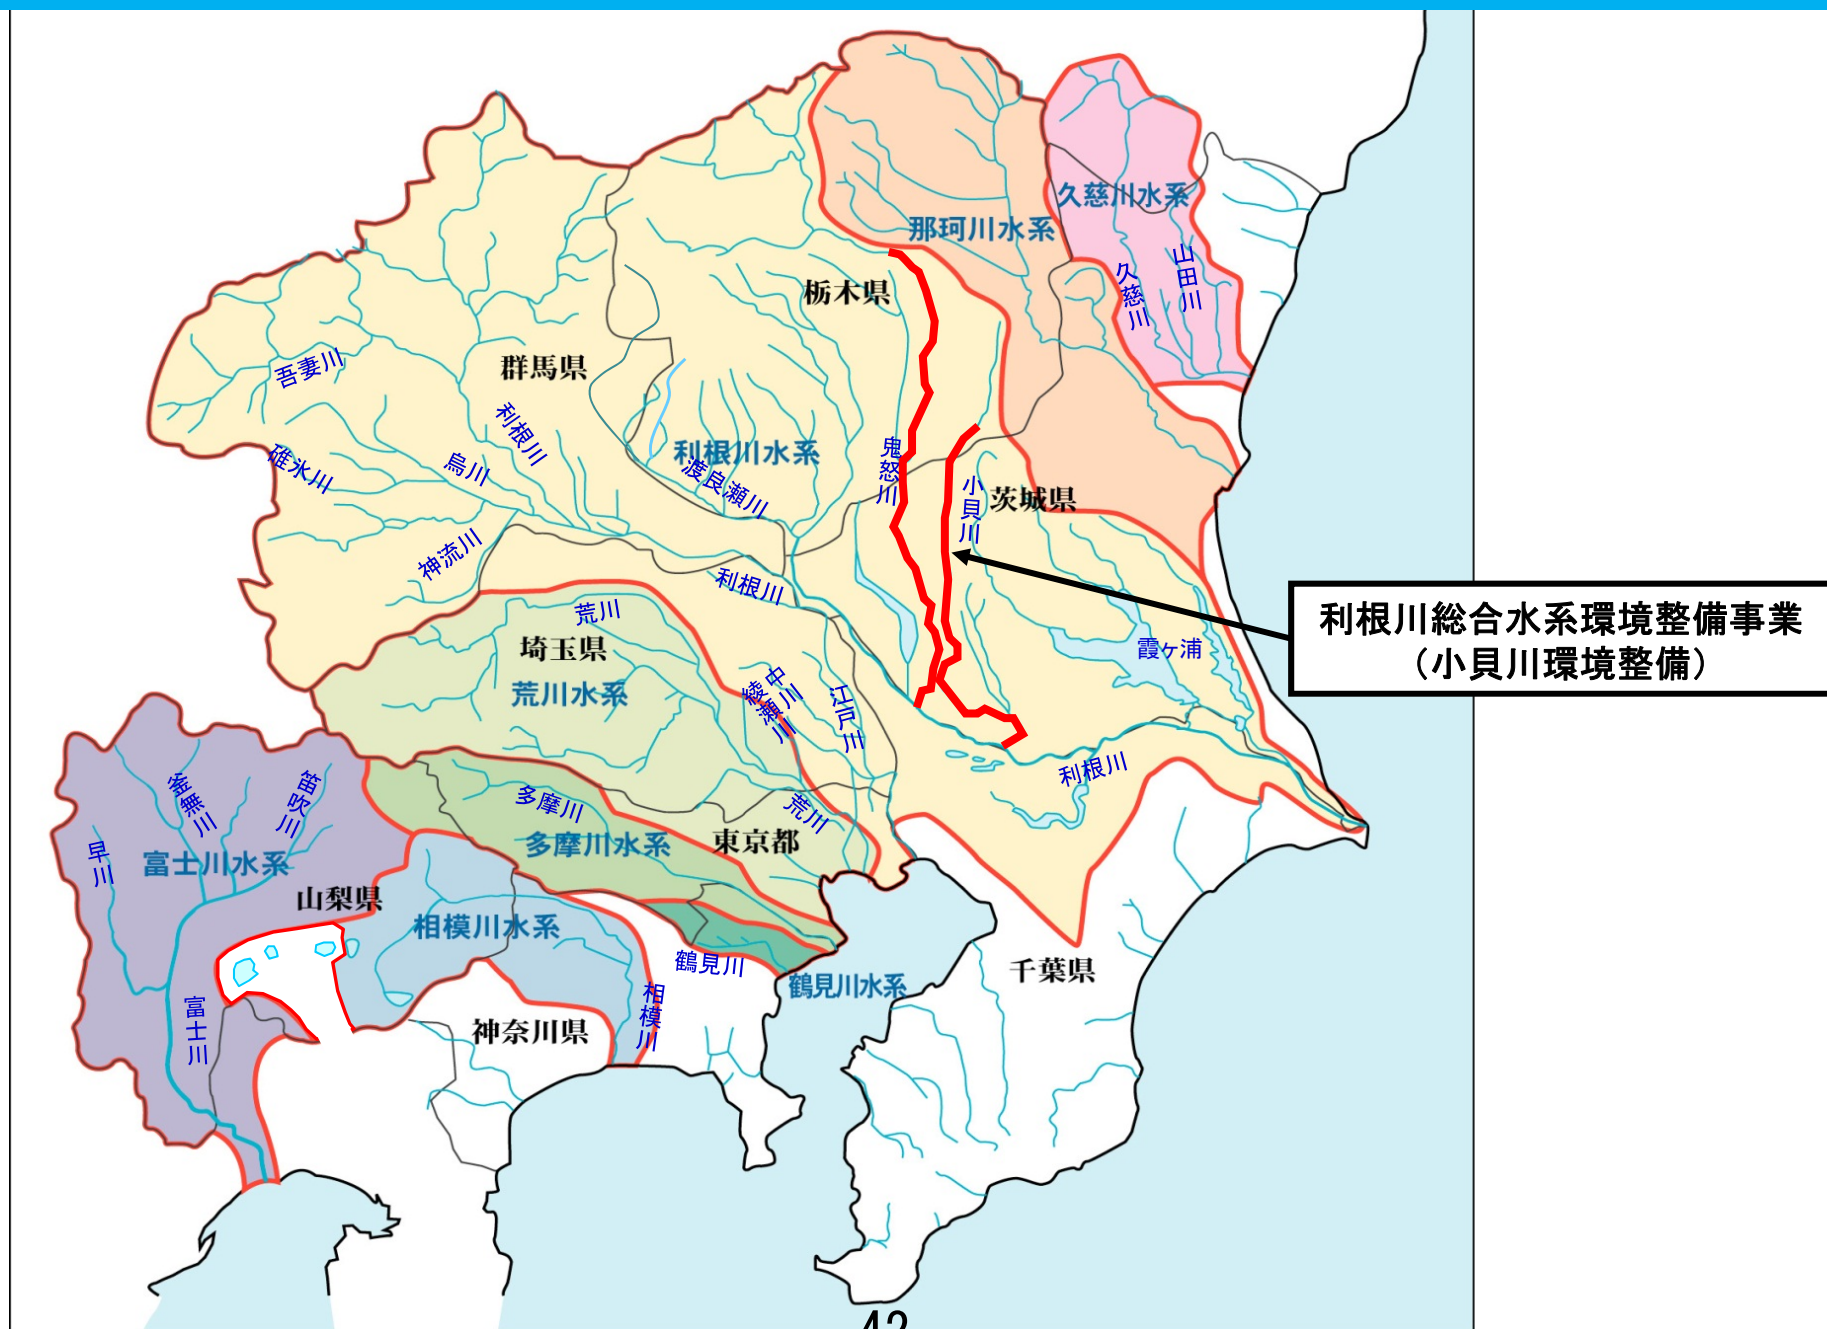 久慈川水系
那珂川水系
山田川
久慈川
栃木県
群馬県
吾妻川
利根川
利根川水系
鬼怒川
碓氷川
烏川
渡良瀬川
小貝川
茨城県
神流川
利根川
荒川
利根川総合水系環境整備事業
(小貝川環境整備)
埼玉県
霞ヶ浦
荒川水系
中川
綾瀬川
江戸川
利根川
釜無川
笛吹川
多摩川
荒川
早川
富士川水系
多摩川水系
東京都
山梨県
相模川水系
鶴見川
千葉県
鶴見川水系
富士川
相模川
神奈川県
42